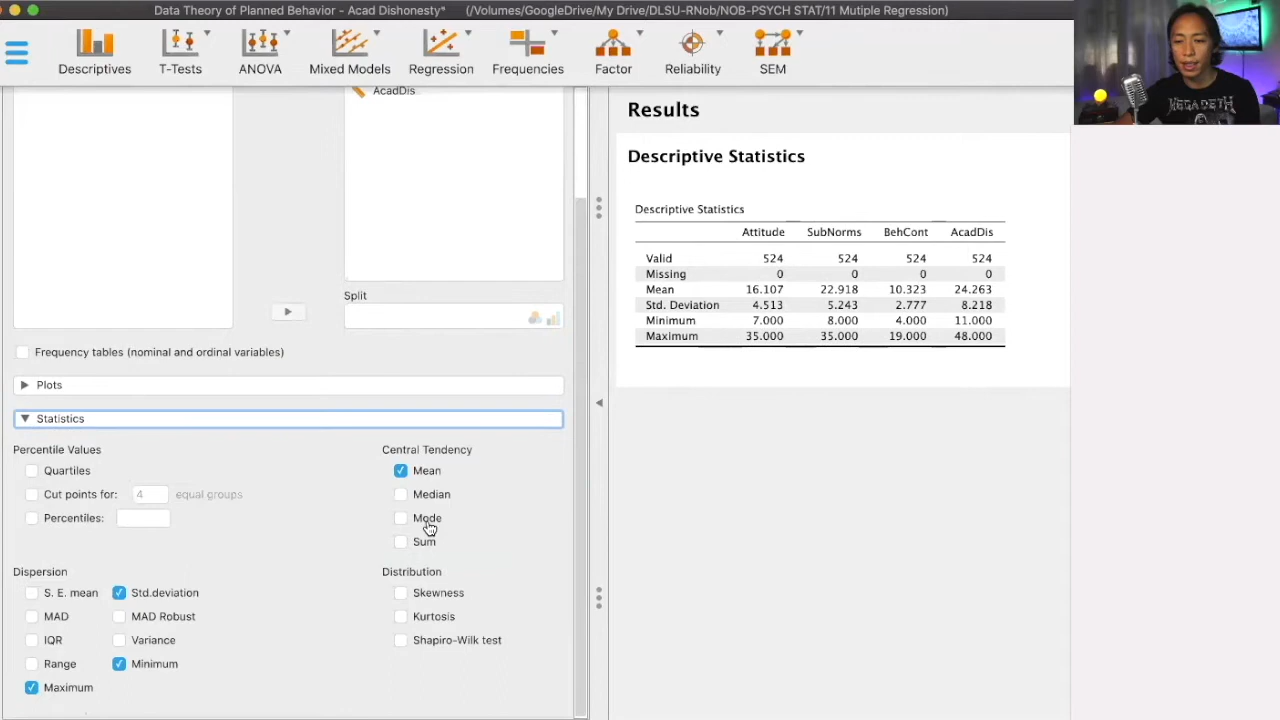 Data Theory of Planned Behavior - Acad Dishonesty* (/Volumes/GoogleDrive/My Drive/DLSU-RNob/NOB-PSYCH STAT/11 Mutiple Regression)
Descriptives T-Tests ANOVA Mixed Models Regression Frequencies Factor Reliability SEM
MEGADETH
AcadDis
Split
Frequency tables (nominal and ordinal variables)
Plots
Statistics
Percentile Values
Quartiles
Cut points for: 4 equal groups
Percentiles:
Central Tendency
Mean
Median
Mode
Sum
Dispersion
S. E. mean Std.deviation
MAD MAD Robust
IQR Variance
Range Minimum
Maximum
Distribution
Skewness
Kurtosis
Shapiro-Wilk test
Results
Descriptive Statistics
Descriptive Statistics
Attitude SubNorms BehCont AcadDis
Valid 524 524 524 524
Missing 0 0 0 0
Mean 16.107 22.918 10.323 24.263
Std. Deviation 4.513 5.243 2.777 8.218
Minimum 7.000 8.000 4.000 11.000
Maximum 35.000 35.000 19.000 48.000